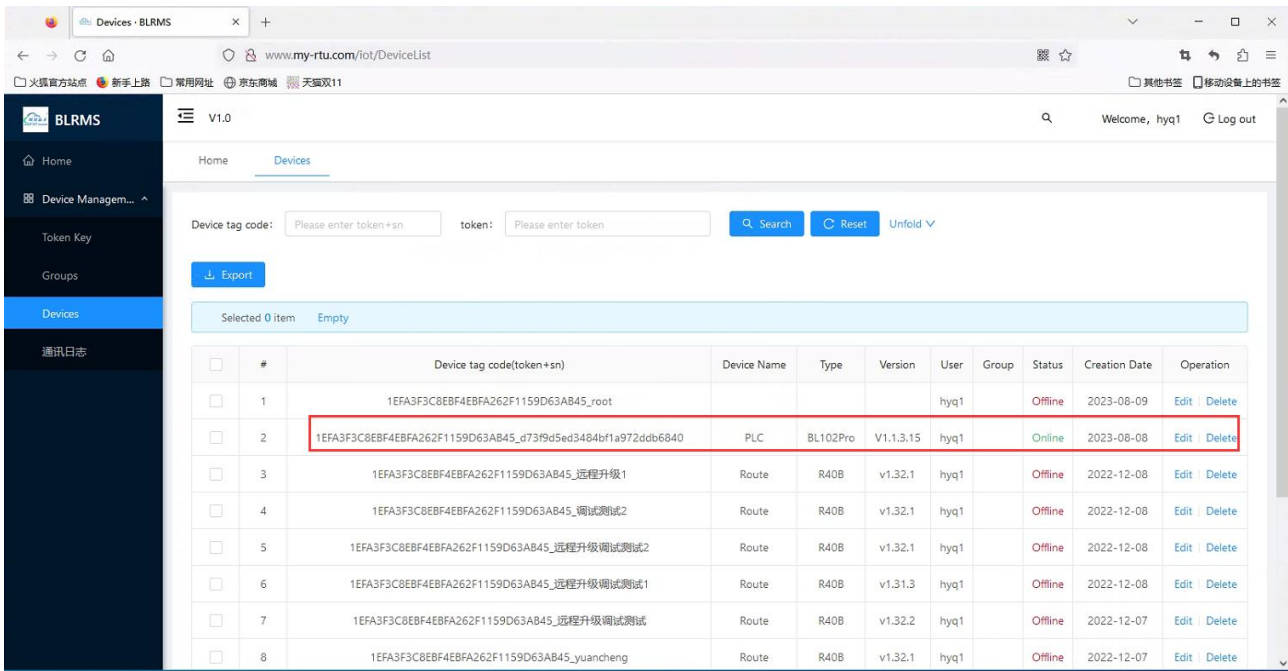 Devices · BLRMS
www.my-rtu.com/iot/DeviceList
火狐官方站点 新手上路 常用网址 京东商城 天猫双11 其他书签 移动设备上的书签
BLRMS V1.0 Welcome, hyq1 Log out
Home
Device Managem...
Token Key
Groups
Devices
通讯日志
Home Devices
Device tag code: Please enter token+sn token: Please enter token Search Reset Unfold
Export
Selected 0 item Empty
# Device tag code(token+sn) Device Name Type Version User Group Status Creation Date Operation
1 1EFA3F3C8EBF4EBFA262F1159D63AB45_root hyq1 Offline 2023-08-09 Edit Delete
2 1EFA3F3C8EBF4EBFA262F1159D63AB45_d73f9d5ed3484bf1a972ddb6840 PLC BL102Pro V1.1.3.15 hyq1 Online 2023-08-08 Edit Delete
3 1EFA3F3C8EBF4EBFA262F1159D63AB45_远程升级1 Route R40B v1.32.1 hyq1 Offline 2022-12-08 Edit Delete
4 1EFA3F3C8EBF4EBFA262F1159D63AB45_调试测试2 Route R40B v1.32.1 hyq1 Offline 2022-12-08 Edit Delete
5 1EFA3F3C8EBF4EBFA262F1159D63AB45_远程升级调试测试2 Route R40B v1.32.1 hyq1 Offline 2022-12-08 Edit Delete
6 1EFA3F3C8EBF4EBFA262F1159D63AB45_远程升级调试测试1 Route R40B v1.31.3 hyq1 Offline 2022-12-08 Edit Delete
7 1EFA3F3C8EBF4EBFA262F1159D63AB45_远程升级调试测试 Route R40B v1.32.2 hyq1 Offline 2022-12-07 Edit Delete
8 1EFA3F3C8EBF4EBFA262F1159D63AB45_yuancheng Route R40B v1.32.1 hyq1 Offline 2022-12-07 Edit Delete